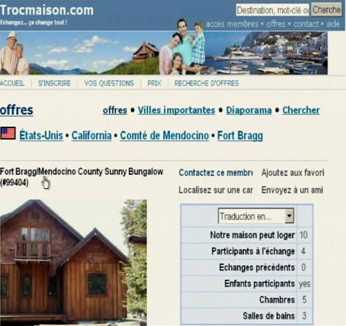 Trocmaison.com
Echangez... ça change tout !
Destination, mot-clé o
Cherche
accès membres • offres • contact • aide
ACCUEIL | S'INSCRIRE | VOS QUESTIONS | PRIX | RECHERCHE D'OFFRES
offres
offres • Villes importantes • Diaporama • Chercher
États-Unis • California • Comté de Mendocino • Fort Bragg
Fort Bragg/Mendocino County Sunny Bungalow
(#99404)
Contactez ce membr
Ajoutez aux favori
Localisez sur une car
Envoyez à un ami
Traduction en...
Notre maison peut loger 10
Participants à l'échange 4
Echanges précédents 0
Enfants participants yes
Chambres 5
Salles de bains 3